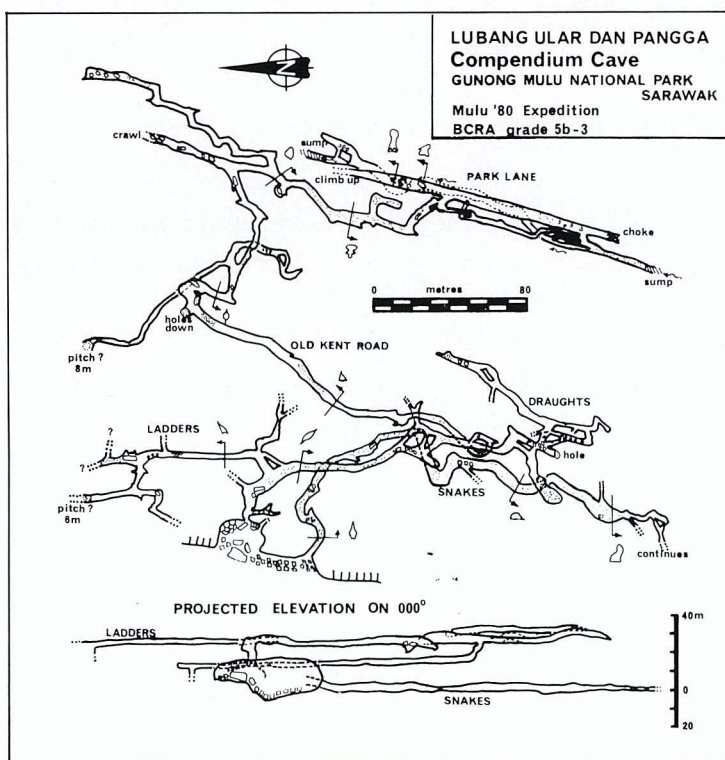 LUBANG ULAR DAN PANGGA
Compendium Cave
GUNONG MULU NATIONAL PARK
SARAWAK
Mulu '80 Expedition
BCRA grade 5b-3
N
crawl
sump
climb up
PARK LANE
choke
sump
0 metres 80
holes
down
pitch ?
8m
OLD KENT ROAD
DRAUGHTS
LADDERS
?
?
hole
SNAKES
pitch ?
6m
continues
PROJECTED ELEVATION ON 000°
LADDERS
40m
0
20
SNAKES